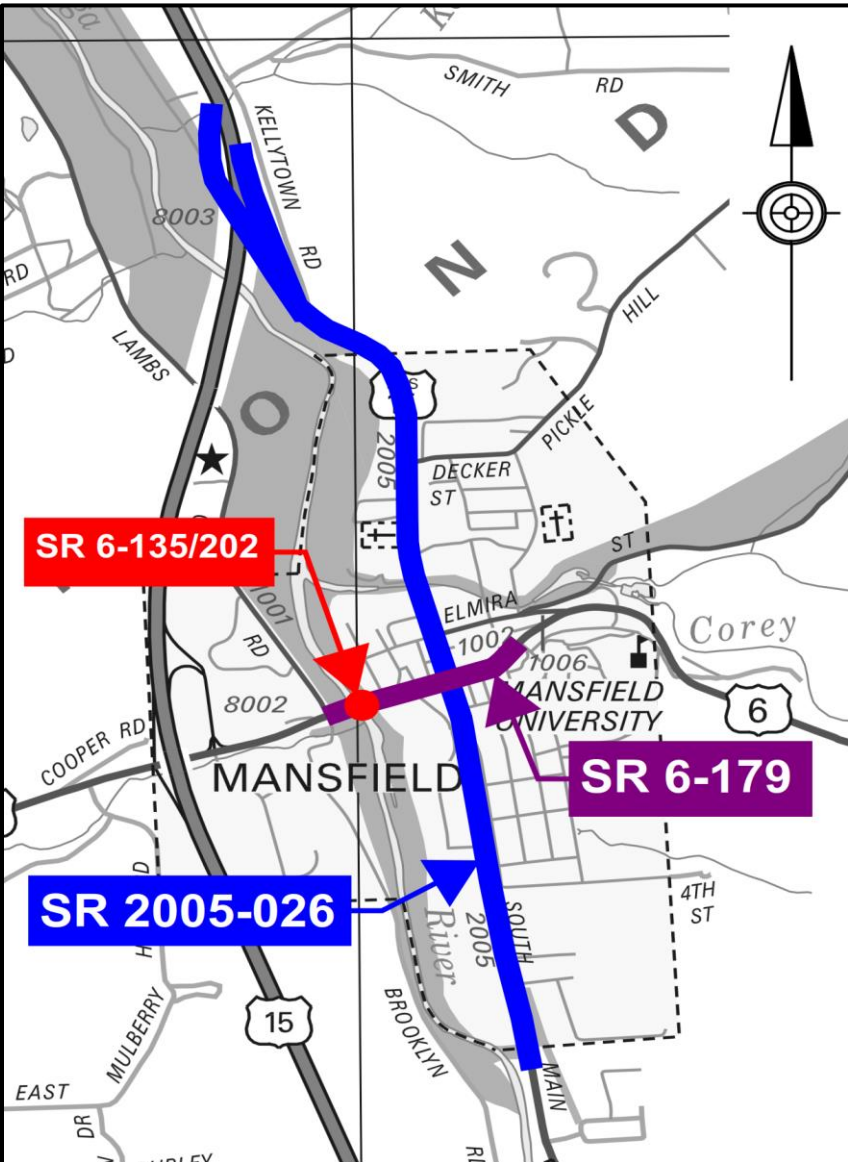 SMITH
RD
KELLYTOWN
RD
D
8003
N
RD
LAMBS
HILL
O
S
PICKLE
2005
DECKER
ST
SR 6-135/202
ST
ELMIRA
1001
1002
Corey
RD
1006
8002
MANSFIELD
UNIVERSITY
6
COOPER RD
MANSFIELD
SR 6-179
SR 2005-026
4TH
ST
SOUTH
River
2005
BROOKLYN
15
MULBERRY
EAST
MAIN
DR
RD